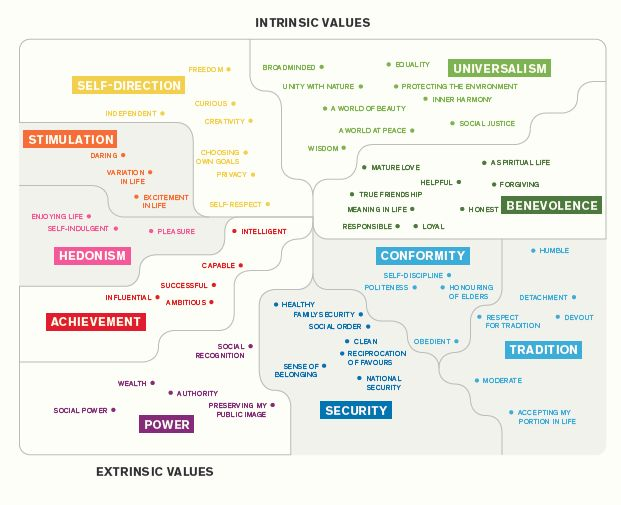 INTRINSIC VALUES
FREEDOM
SELF-DIRECTION
CURIOUS
INDEPENDENT
CREATIVITY
CHOOSING
OWN GOALS
PRIVACY
SELF-RESPECT
BROADMINDED
EQUALITY
UNIVERSALISM
UNITY WITH NATURE
PROTECTING THE ENVIRONMENT
INNER HARMONY
A WORLD OF BEAUTY
SOCIAL JUSTICE
A WORLD AT PEACE
WISDOM
STIMULATION
DARING
VARIATION
IN LIFE
EXCITEMENT
IN LIFE
MATURE LOVE
A SPIRITUAL LIFE
HELPFUL
FORGIVING
TRUE FRIENDSHIP
MEANING IN LIFE
HONEST
BENEVOLENCE
RESPONSIBLE
LOYAL
ENJOYING LIFE
SELF-INDULGENT
PLEASURE
HEDONISM
INTELLIGENT
CAPABLE
SUCCESSFUL
INFLUENTIAL
AMBITIOUS
ACHIEVEMENT
CONFORMITY
SELF-DISCIPLINE
POLITENESS
HONOURING
OF ELDERS
OBEDIENT
HUMBLE
DETACHMENT
RESPECT
FOR TRADITION
DEVOUT
TRADITION
MODERATE
ACCEPTING MY
PORTION IN LIFE
HEALTHY
FAMILY SECURITY
SOCIAL ORDER
CLEAN
RECIPROCATION
OF FAVOURS
SENSE OF
BELONGING
NATIONAL
SECURITY
SECURITY
SOCIAL
RECOGNITION
WEALTH
AUTHORITY
SOCIAL POWER
PRESERVING MY
PUBLIC IMAGE
POWER
EXTRINSIC VALUES